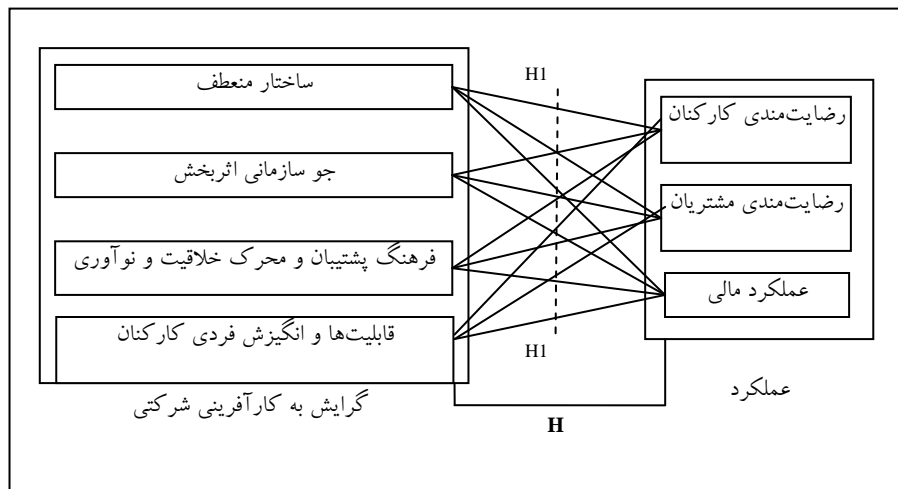 H1
ساختار منعطف
رضایت‌مندی کارکنان
جو سازمانی اثربخش
رضایت‌مندی مشتریان
فرهنگ پشتیبان و محرک خلاقیت و نوآوری
عملکرد مالی
قابلیت‌ها و انگیزش فردی کارکنان
H1
عملکرد
گرایش به کارآفرینی شرکتی
H